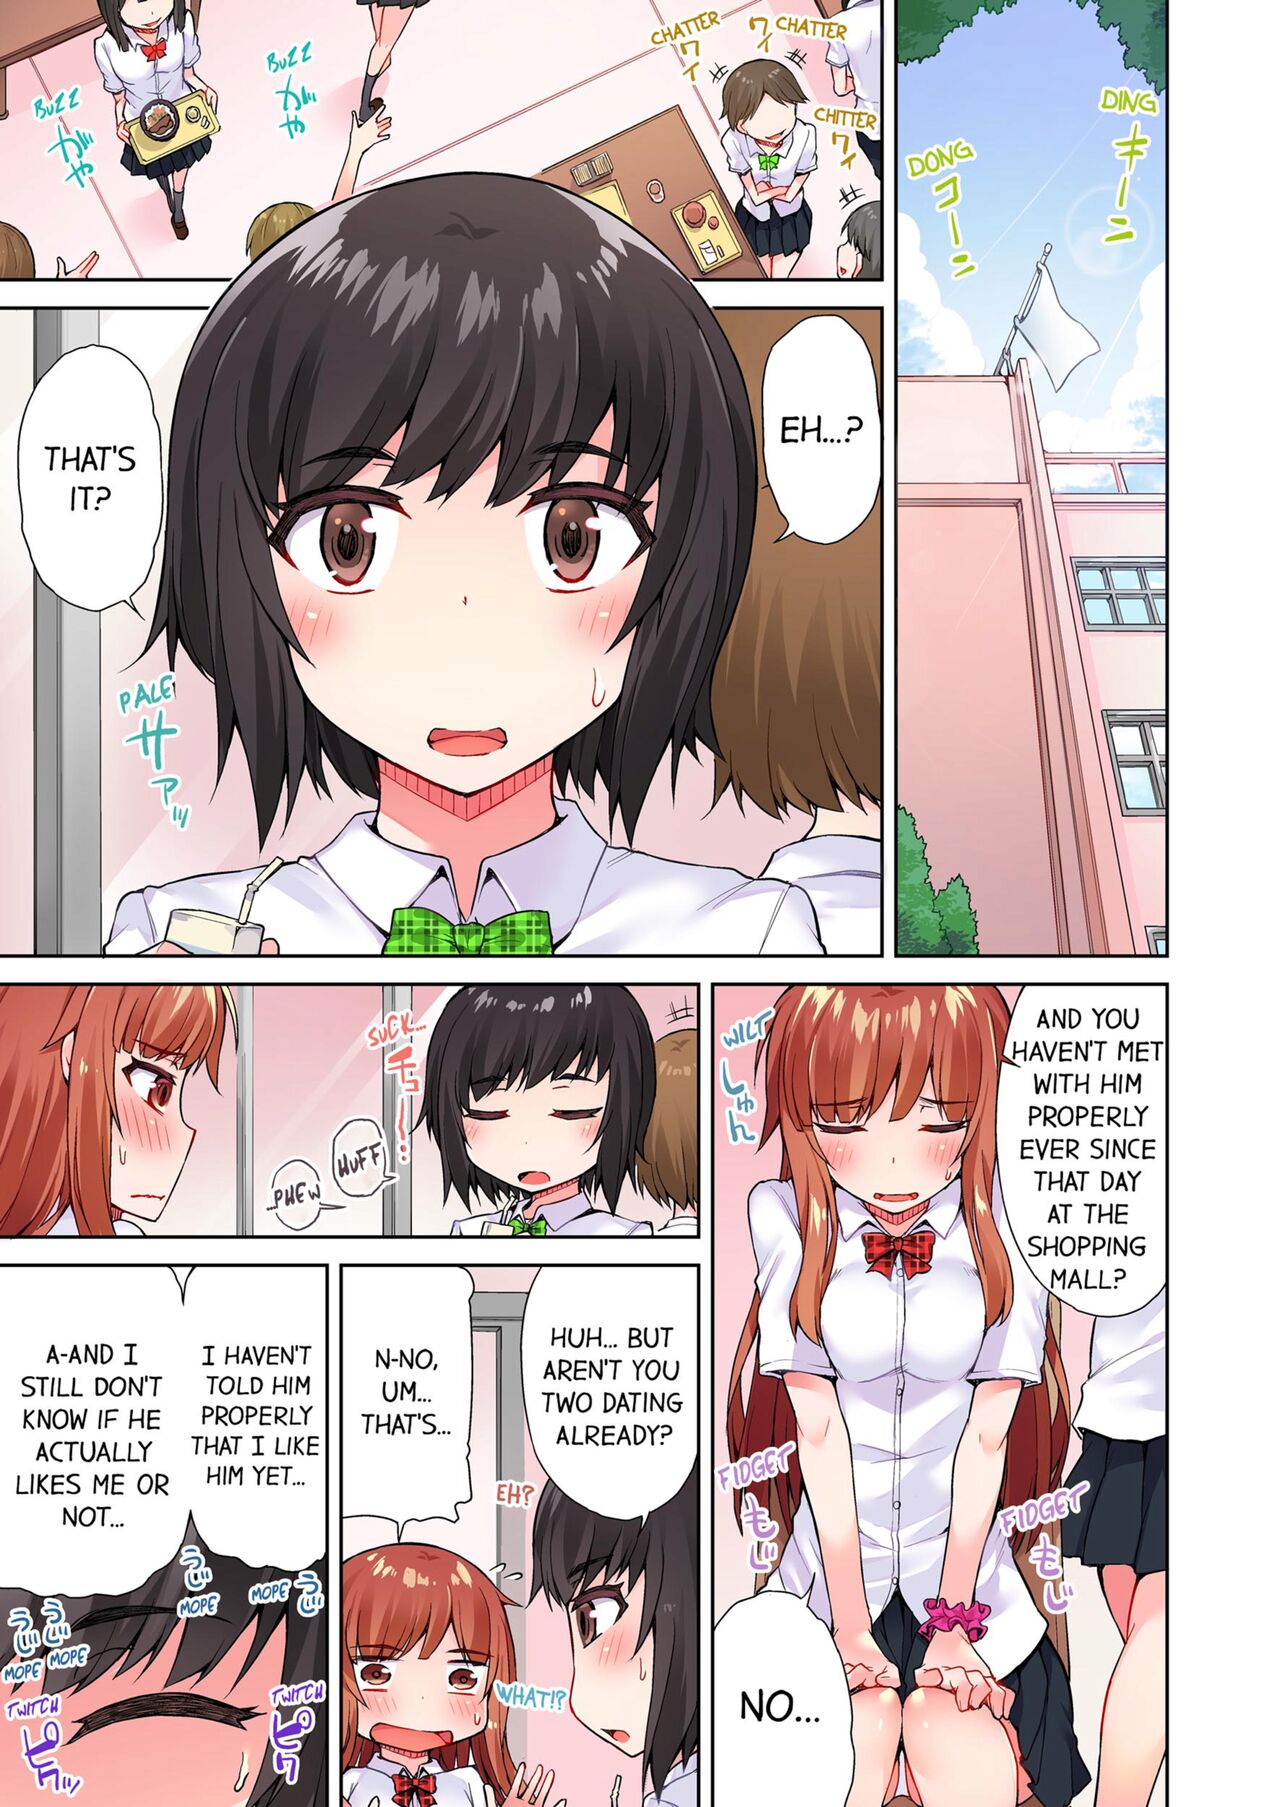 DING
キーン
DONG
コーン
CHATTER
ワイ
CHATTER
ワイ
CHITTER
ワイ
BUZZ
ガヤ
BUZZ
ガヤ
EH...?
THAT'S
IT?
PALE
サァッ
AND YOU
HAVEN'T MET
WITH HIM
PROPERLY
EVER SINCE
THAT DAY
AT THE
SHOPPING
MALL?
WILT
しゅん
FIDGET
もじ
FIDGET
もじ
NO...
SUCK...
チュー...
HUFF
...PHEW
HUH... BUT
AREN'T YOU
TWO DATING
ALREADY?
N-NO,
UM...
THAT'S...
EH?
WHAT!?
I HAVEN'T
TOLD HIM
PROPERLY
THAT I LIKE
HIM YET...
A-AND I
STILL DON'T
KNOW IF HE
ACTUALLY
LIKES ME OR
NOT...
うじうじ
MOPE
MOPE
うじうじ
MOPE
MOPE
TWITCH
ピク
TWITCH
ピクッ